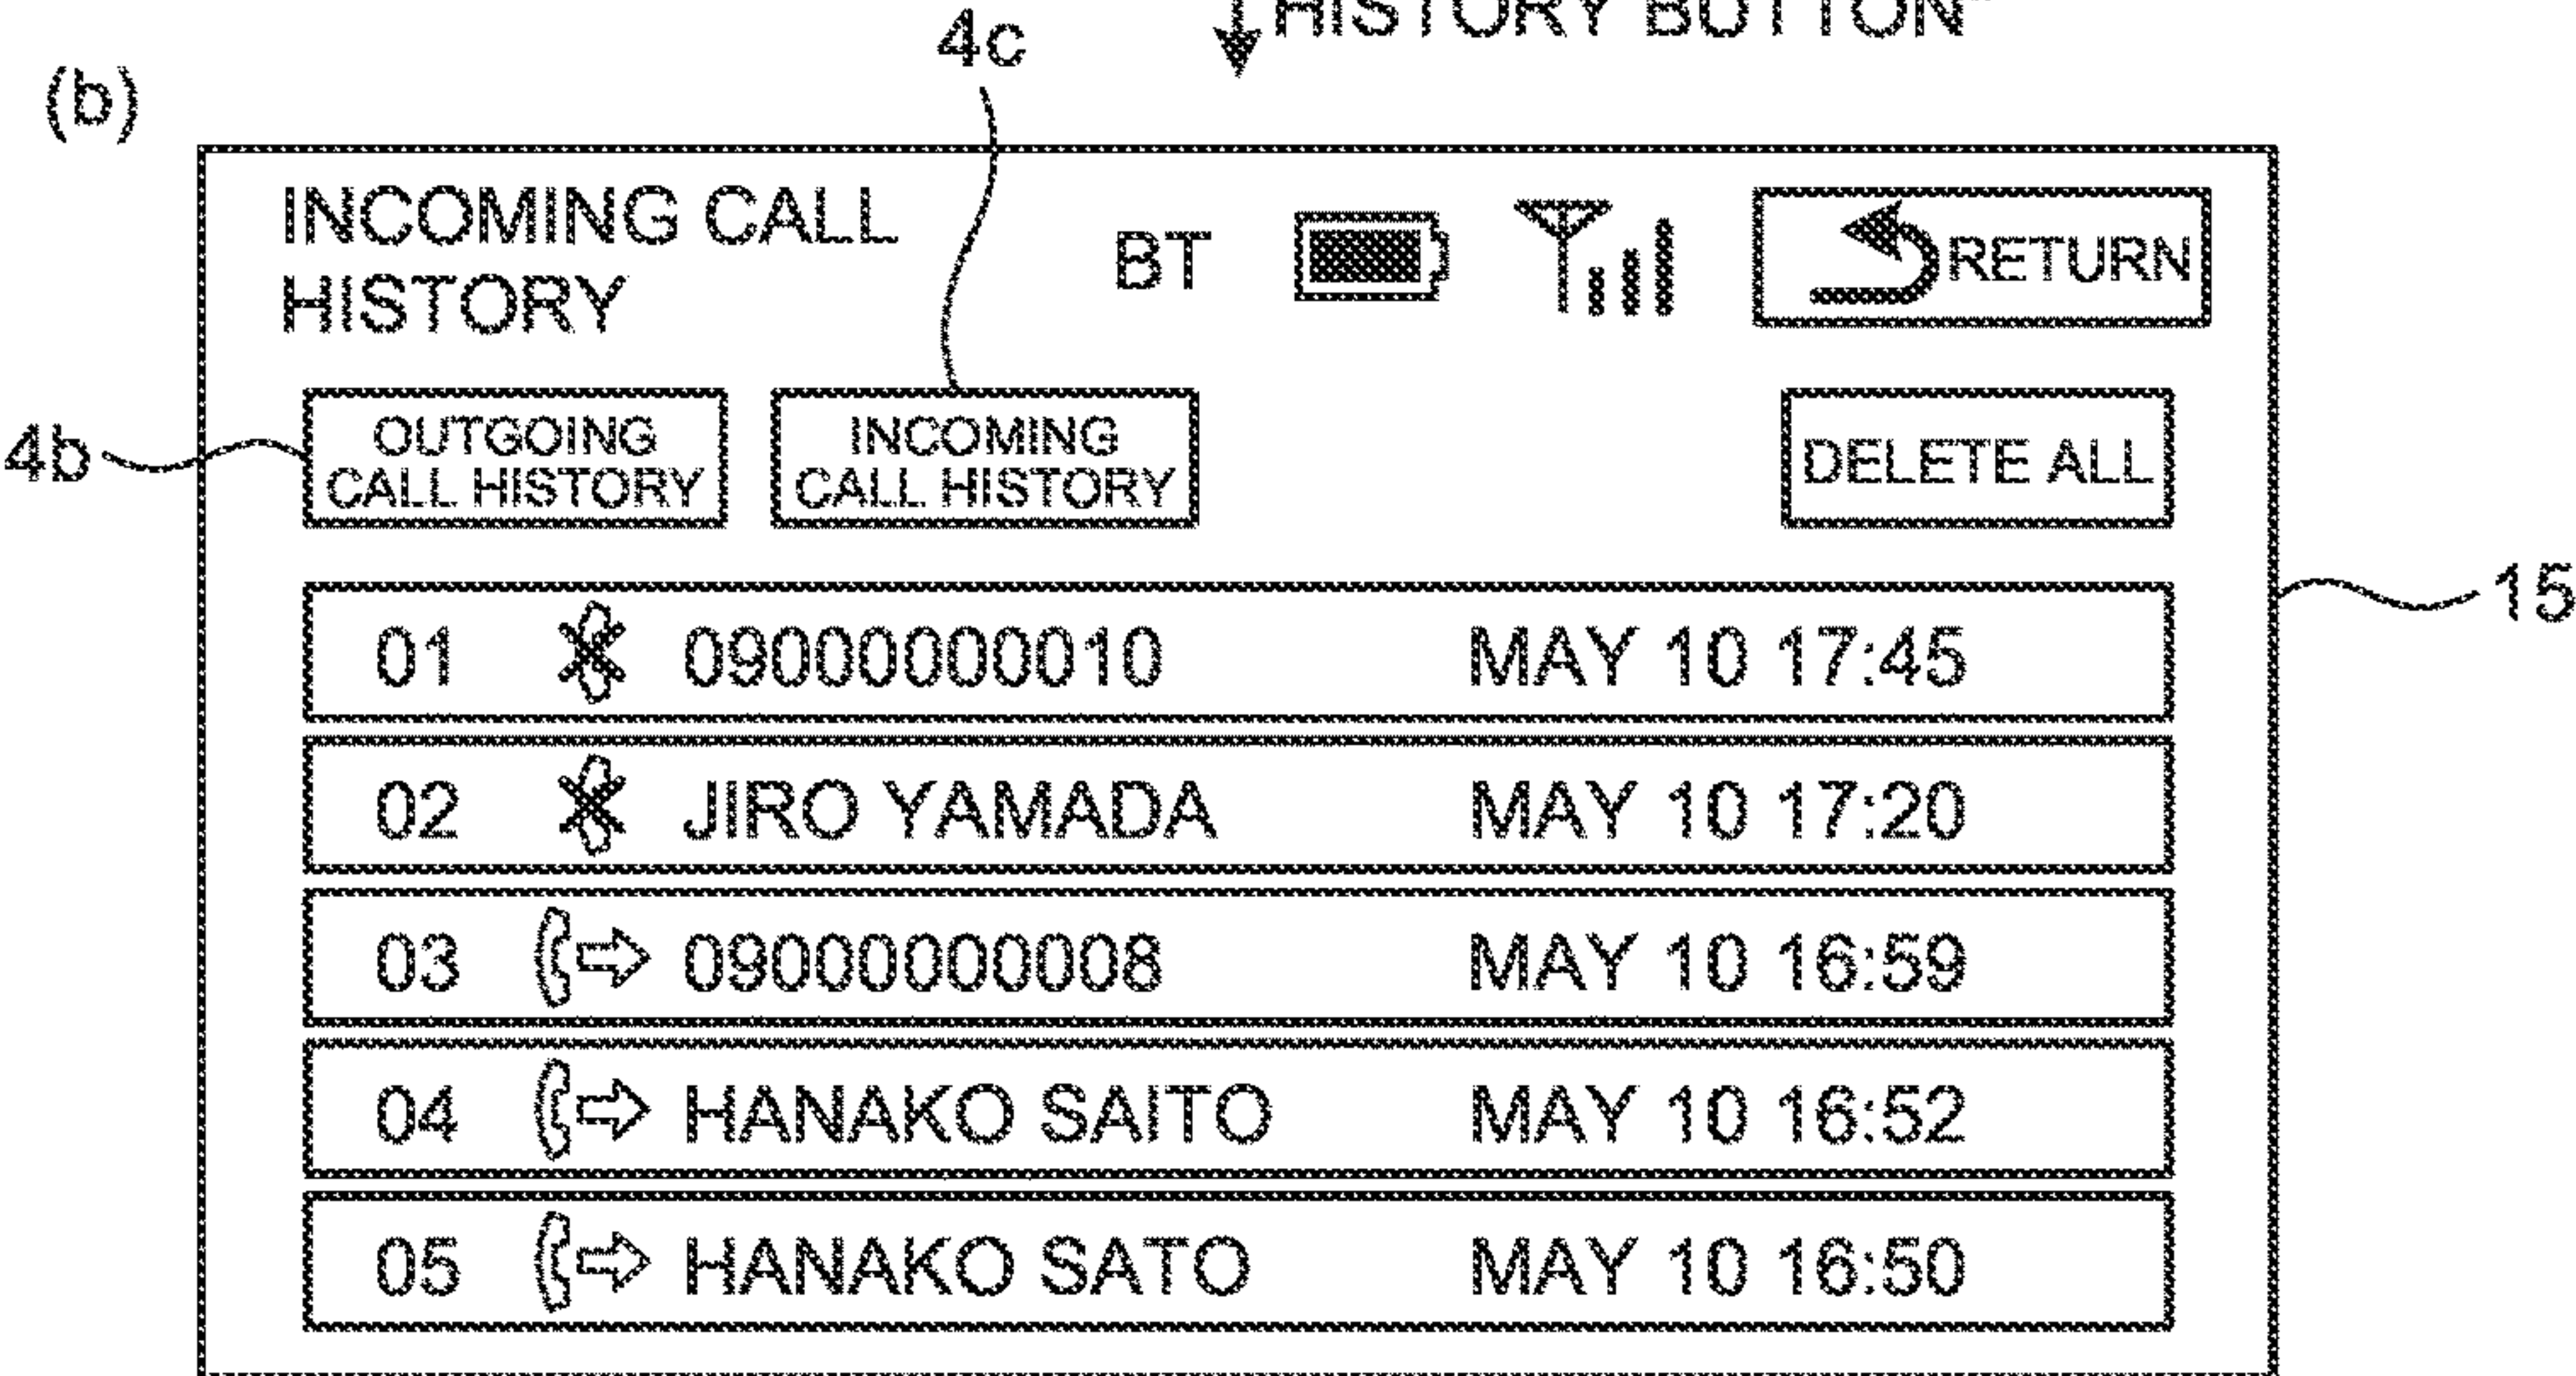 HISTORY BUTTON
4c
(b)
INCOMING CALL
HISTORY
BT
RETURN
4b
OUTGOING
CALL HISTORY
INCOMING
CALL HISTORY
DELETE ALL
15
01 09000000010 MAY 10 17:45
02 JIRO YAMADA MAY 10 17:20
03 09000000008 MAY 10 16:59
04 HANAKO SAITO MAY 10 16:52
05 HANAKO SATO MAY 10 16:50